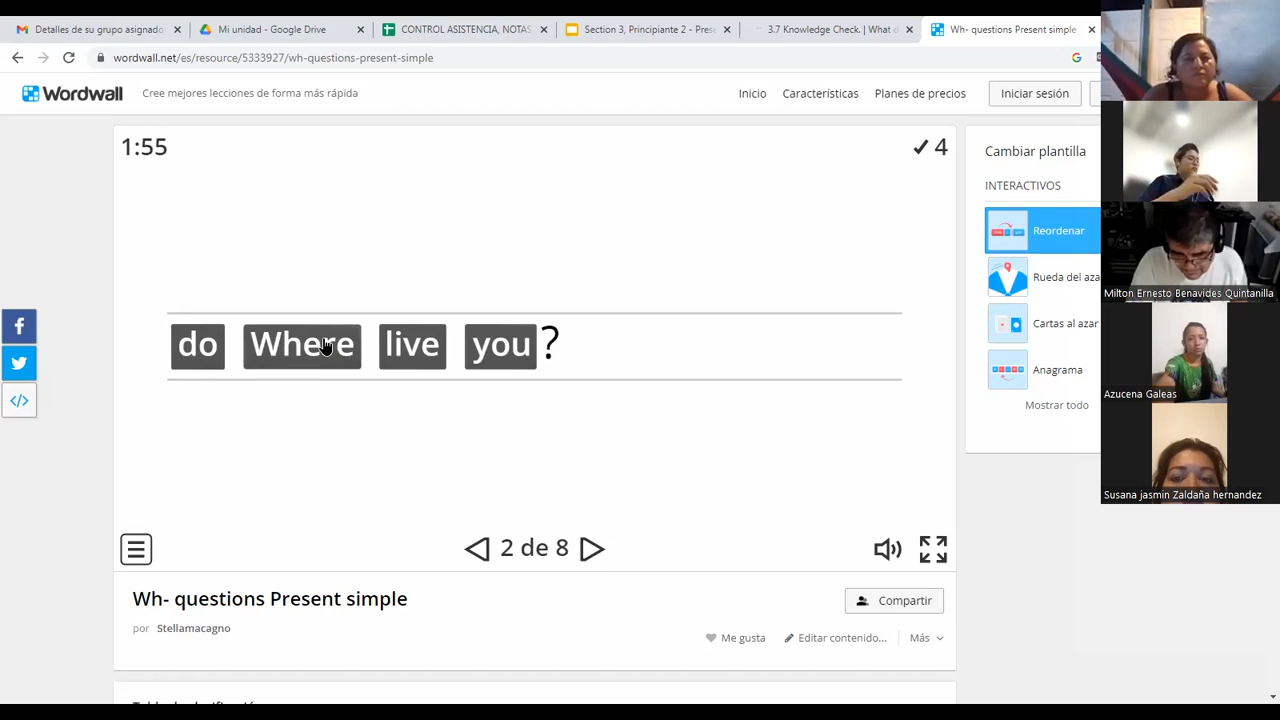 Detalles de su grupo asignado
Mi unidad - Google Drive
CONTROL ASISTENCIA, NOTAS
Section 3, Principiante 2 - Prese
3.7 Knowledge Check. | What d
Wh- questions Present simple
wordwall.net/es/resource/5333927/wh-questions-present-simple
Wordwall
Cree mejores lecciones de forma más rápida
Inicio
Características
Planes de precios
Iniciar sesión
1:55
4
Cambiar plantilla
INTERACTIVOS
Reordenar
Rueda del aza
Cartas al azar
Anagrama
Mostrar todo
do Where live you ?
2 de 8
Wh- questions Present simple
por Stellamacagno
Compartir
Me gusta
Editar contenido...
Más
Milton Ernesto Benavides Quintanilla
Azucena Galeas
Susana jasmin Zaldaña hernandez